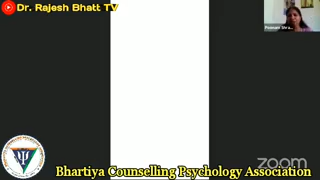 Dr. Rajesh Bhatt TV
zoom
Bhartiya Counselling Psychology Association